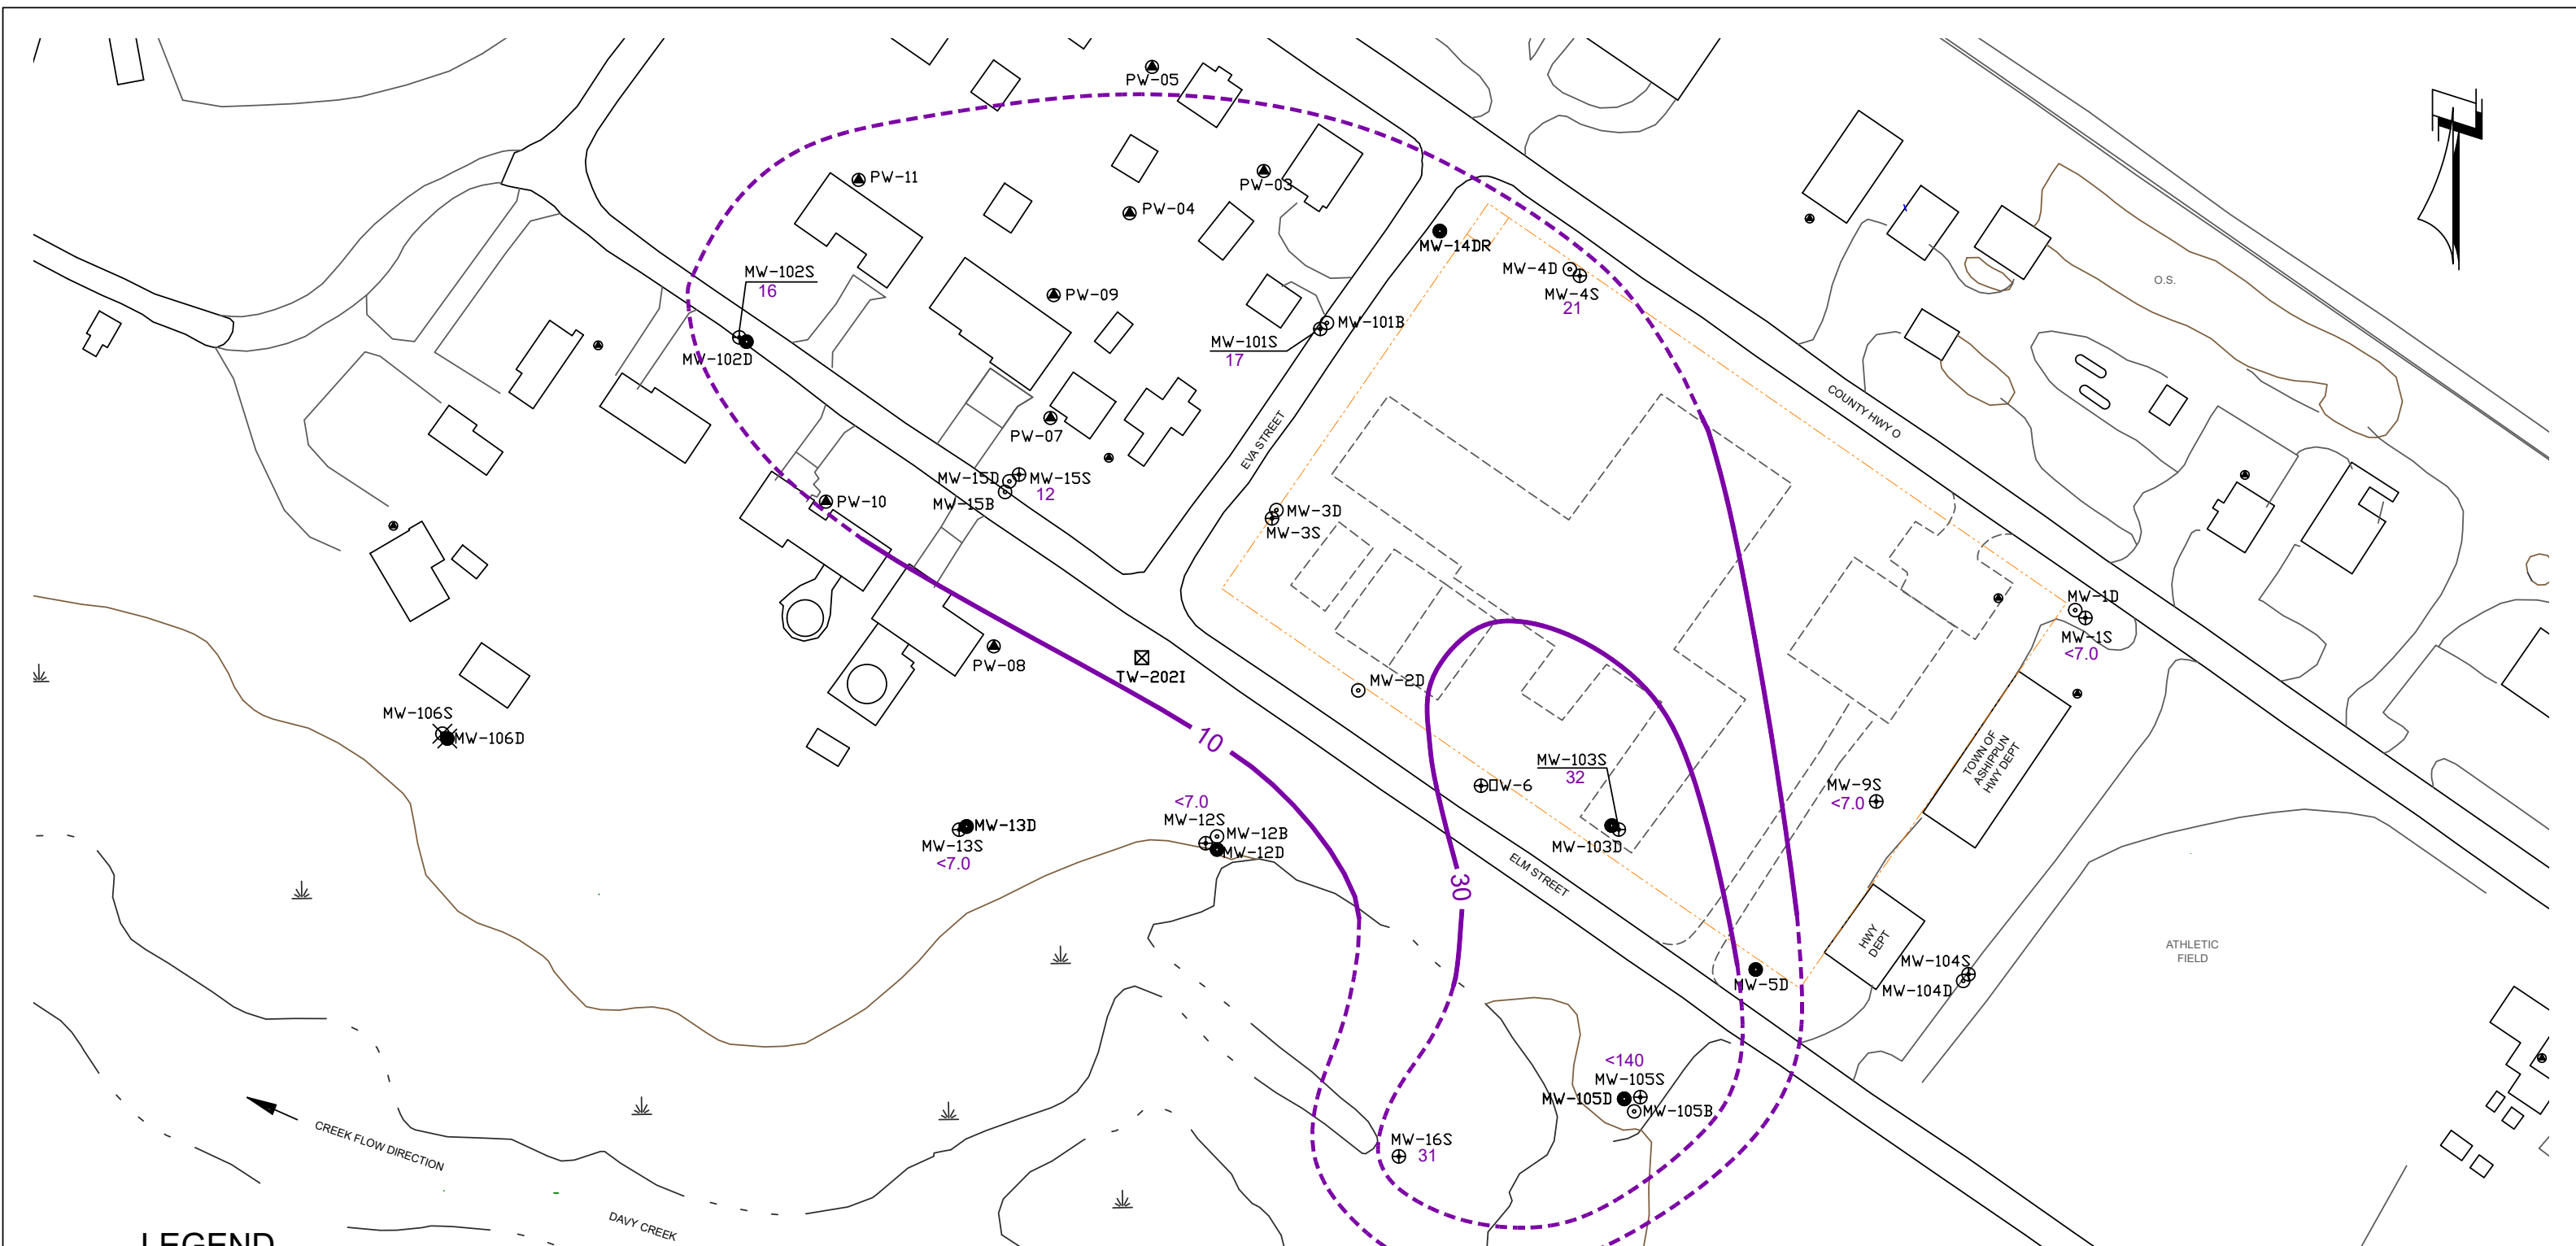 PW-05
PW-11
PW-03
PW-04
MW-14DR
MW-4D
MW-4S
21
O.S.
MW-102S
16
MW-102D
PW-09
MW-101B
MW-101S
17
COUNTY HWY O
PW-07
EVA STREET
MW-15D
MW-15S
12
MW-15B
PW-10
MW-3D
MW-3S
MW-1D
MW-1S
<7.0
PW-08
TW-202I
MW-2D
MW-106S
MW-106D
10
MW-103S
32
OW-6
MW-9S
<7.0
TOWN OF
ASHIPPUN
HWY DEPT
<7.0
MW-12S
MW-12B
MW-12D
MW-13D
MW-13S
<7.0
MW-103D
ELM STREET
30
HWY
DEPT
ATHLETIC
FIELD
MW-104S
MW-104D
MW-5D
<140
MW-105S
MW-105D
MW-105B
MW-16S
31
CREEK FLOW DIRECTION
DAVY CREEK
LEGEND